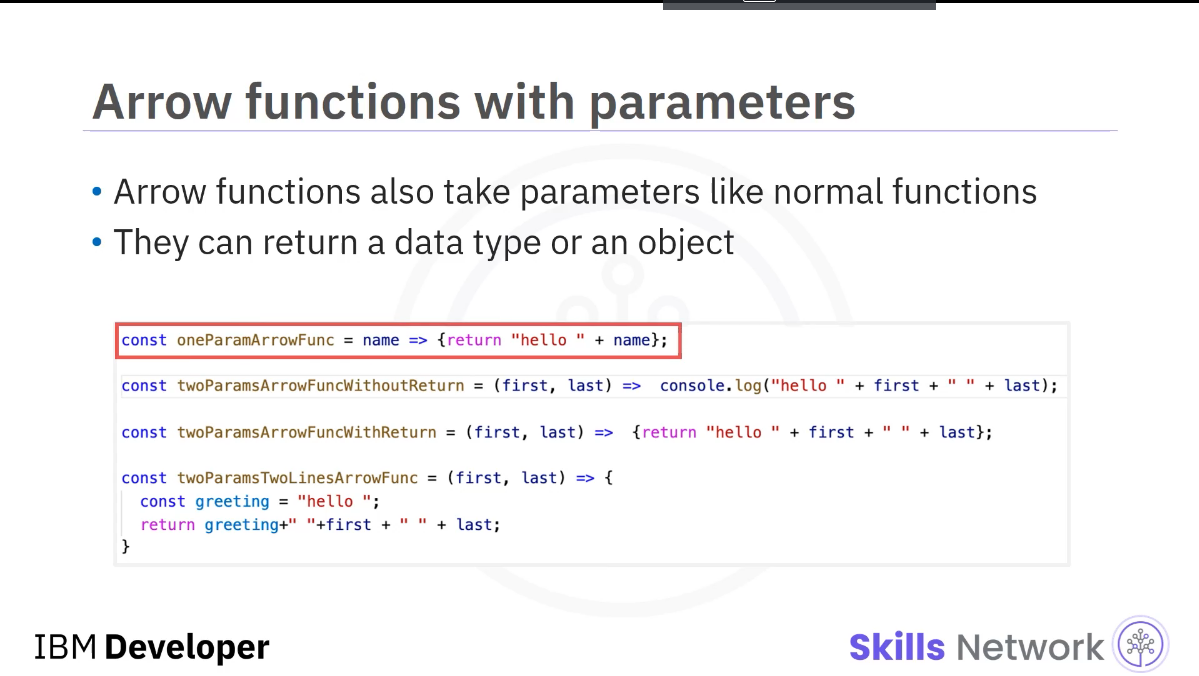 Arrow functions with parameters
• Arrow functions also take parameters like normal functions
• They can return a data type or an object
const oneParamArrowFunc = name => {return "hello " + name};
const twoParamsArrowFuncWithoutReturn = (first, last) =>  console.log("hello " + first + " " + last);
const twoParamsArrowFuncWithReturn = (first, last) =>  {return "hello " + first + " " + last};
const twoParamsTwoLinesArrowFunc = (first, last) => {
  const greeting = "hello ";
  return greeting+" "+first + " " + last;
}
IBM Developer
Skills Network